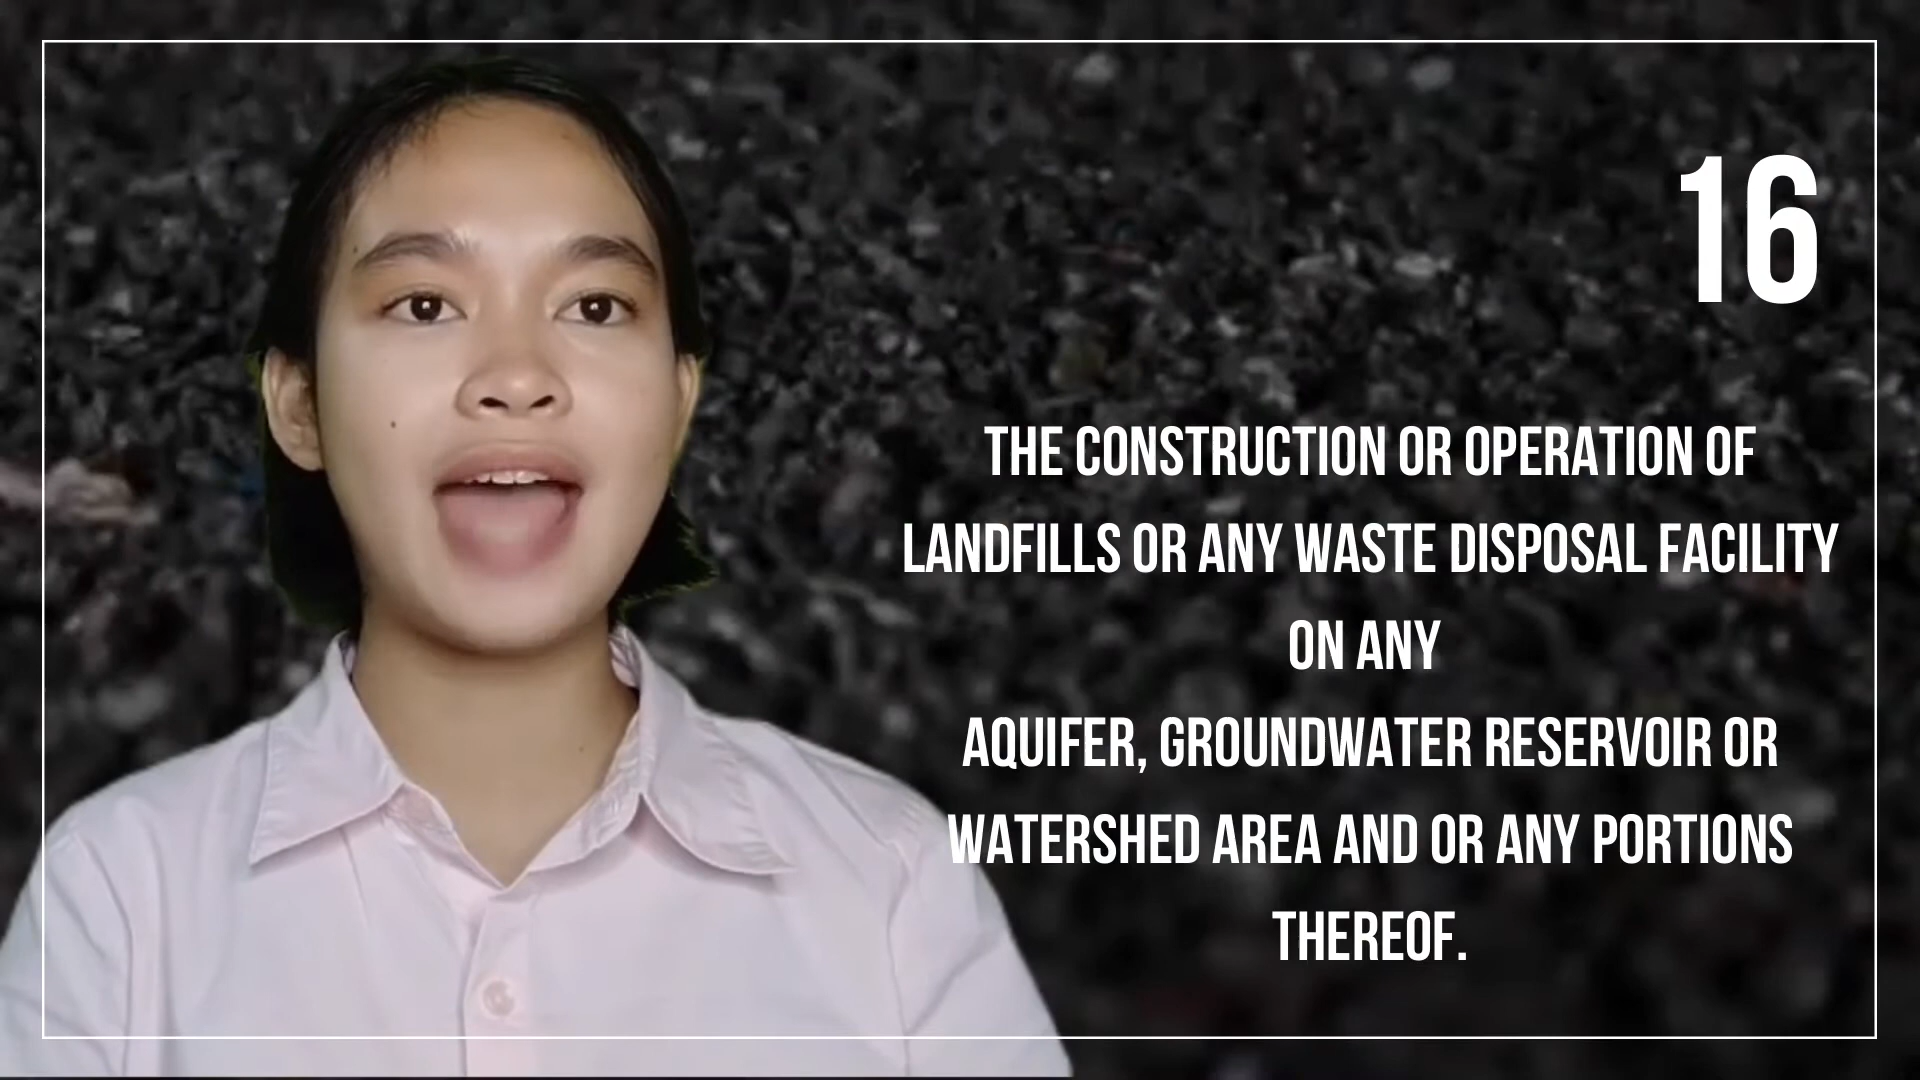 16
THE CONSTRUCTION OR OPERATION OF
LANDFILLS OR ANY WASTE DISPOSAL FACILITY
ON ANY
AQUIFER, GROUNDWATER RESERVOIR OR
WATERSHED AREA AND OR ANY PORTIONS
THEREOF.